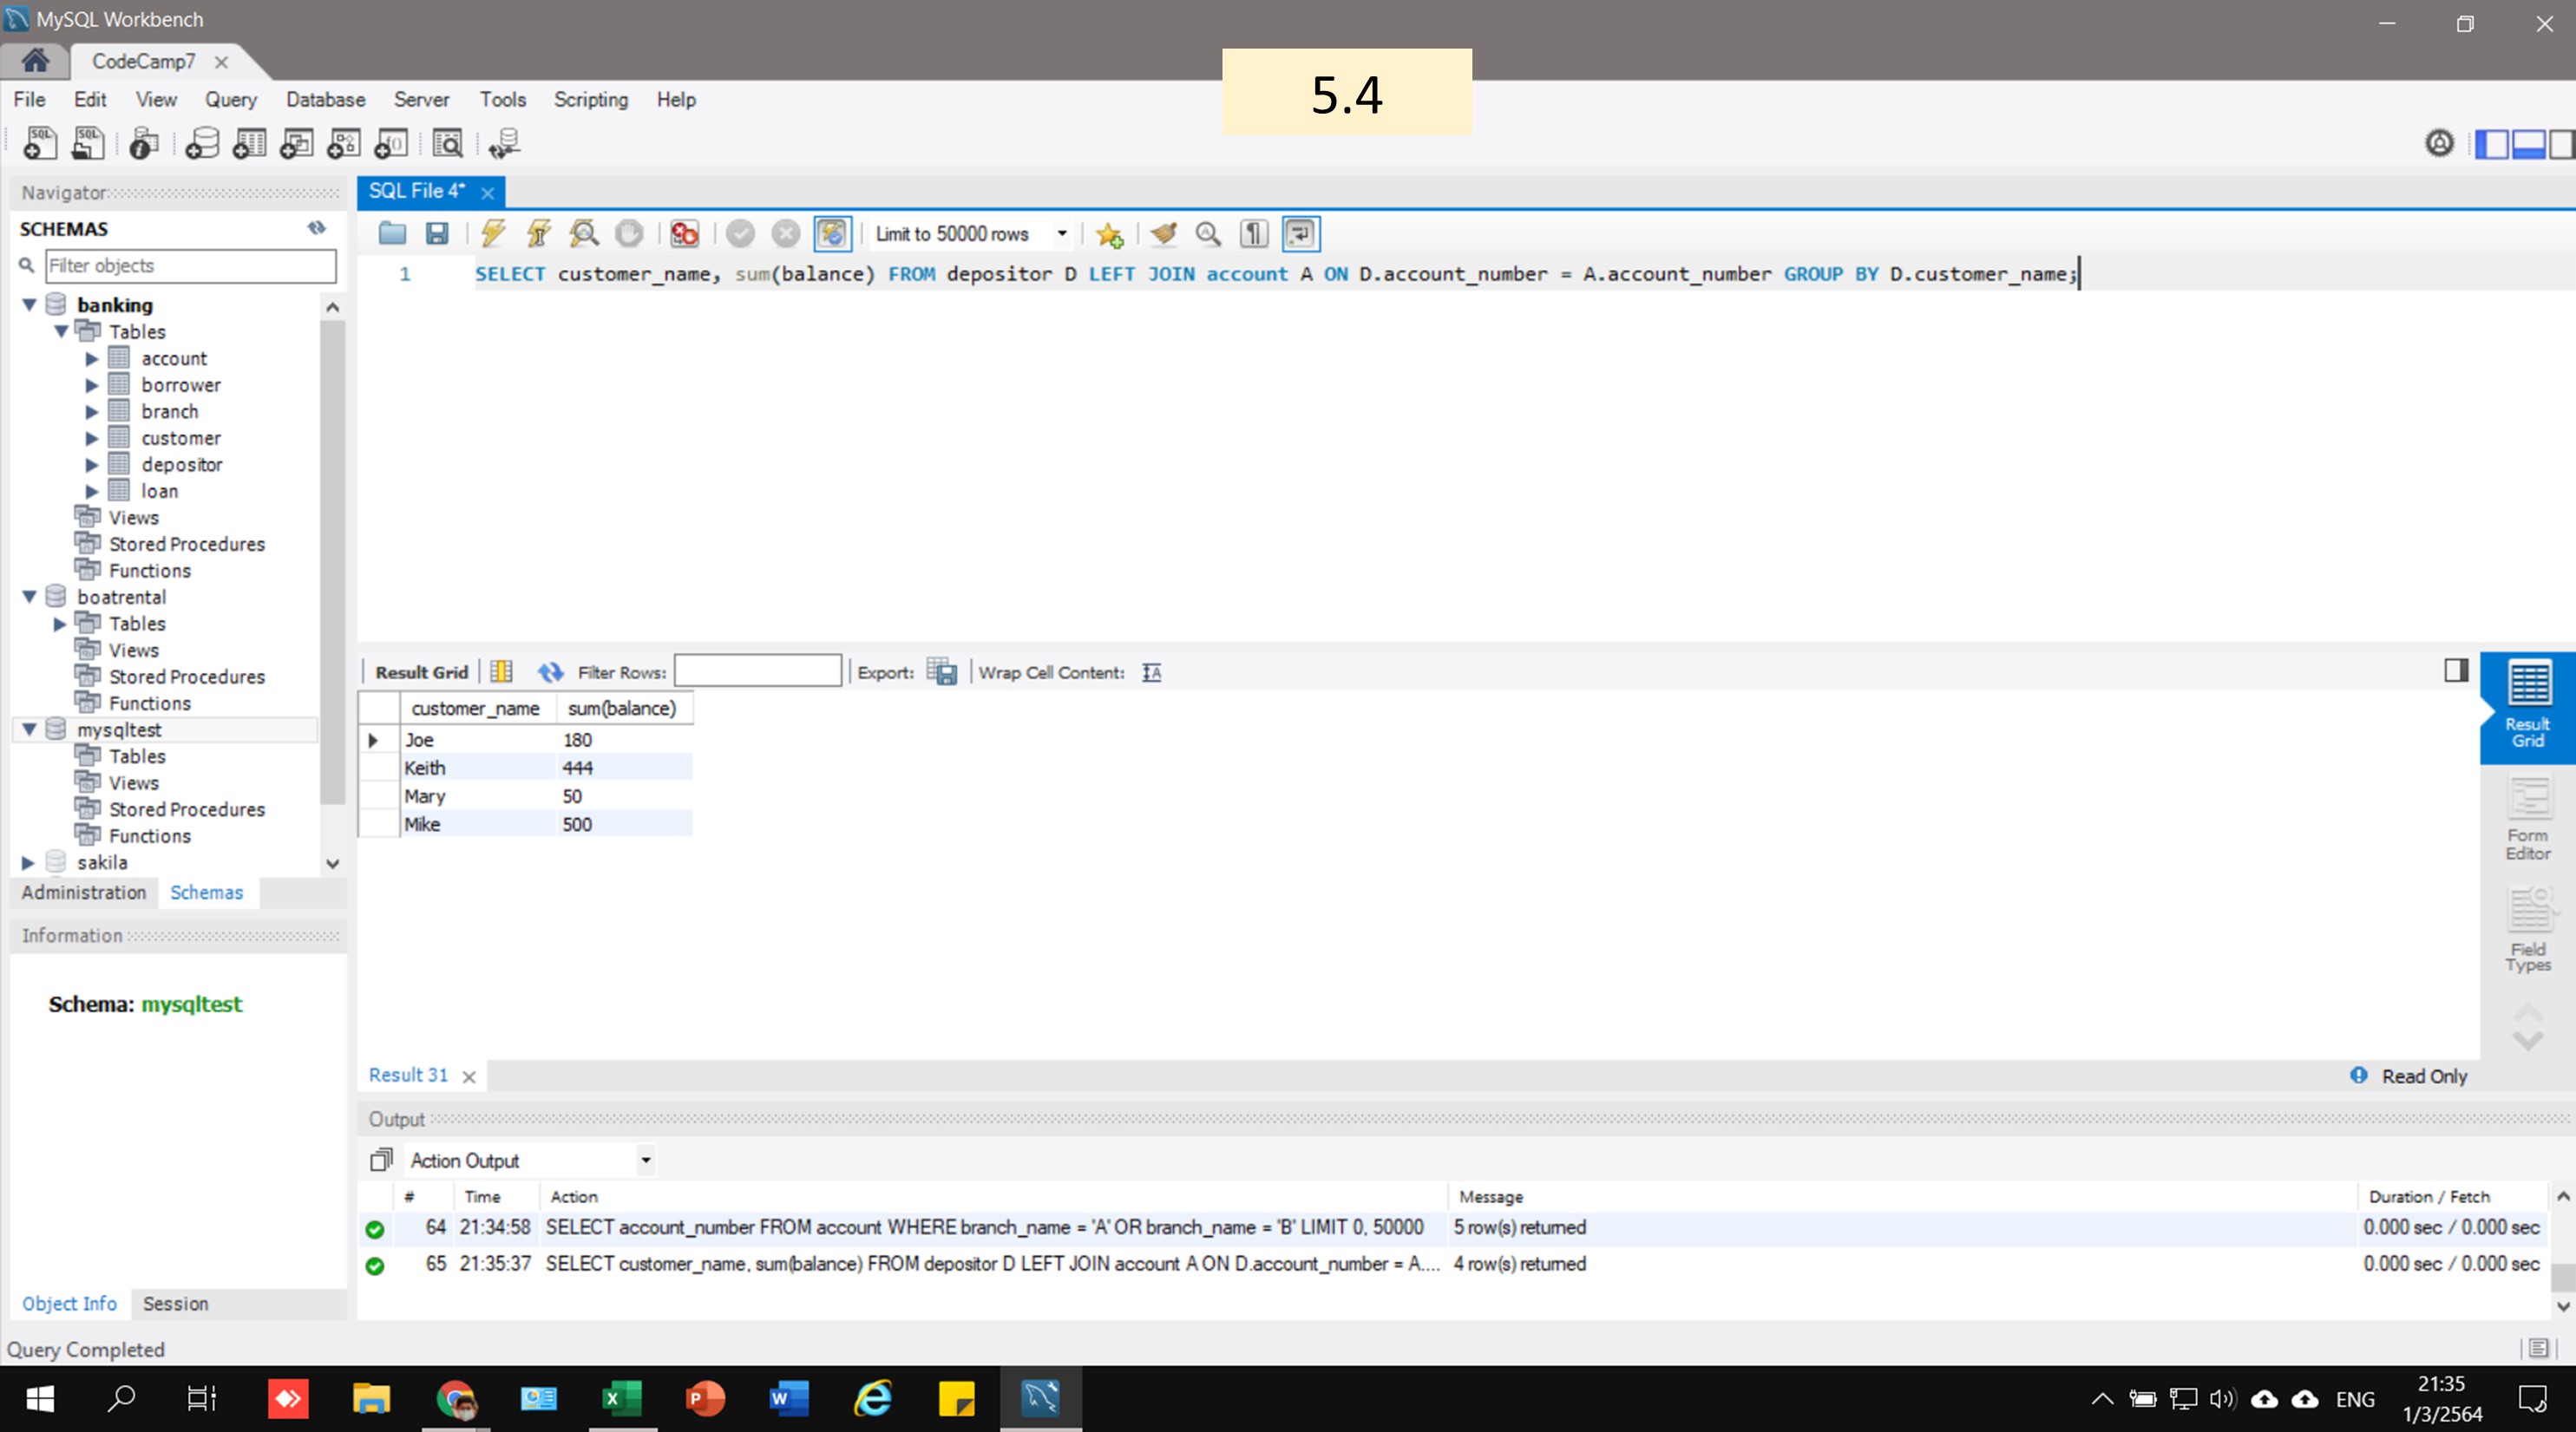 MySQL Workbench
CodeCamp7
5.4
File Edit View Query Database Server Tools Scripting Help
Navigator
SCHEMAS
Filter objects
banking
Tables
account
borrower
branch
customer
depositor
loan
Views
Stored Procedures
Functions
boatrental
Tables
Views
Stored Procedures
Functions
mysqltest
Tables
Views
Stored Procedures
Functions
sakila
Administration Schemas
Information
Schema: mysqltest
Object Info Session
SQL File 4*
Limit to 50000 rows
1 SELECT customer_name, sum(balance) FROM depositor D LEFT JOIN account A ON D.account_number = A.account_number GROUP BY D.customer_name;
Result Grid Filter Rows: Export: Wrap Cell Content:
customer_name sum(balance)
Joe 180
Keith 444
Mary 50
Mike 500
Result Grid
Form Editor
Field Types
Result 31
Read Only
Output
Action Output
# Time Action Message Duration / Fetch
64 21:34:58 SELECT account_number FROM account WHERE branch_name = 'A' OR branch_name = 'B' LIMIT 0, 50000 5 row(s) returned 0.000 sec / 0.000 sec
65 21:35:37 SELECT customer_name, sum(balance) FROM depositor D LEFT JOIN account A ON D.account_number = A.... 4 row(s) returned 0.000 sec / 0.000 sec
Query Completed
ENG
21:35
1/3/2564